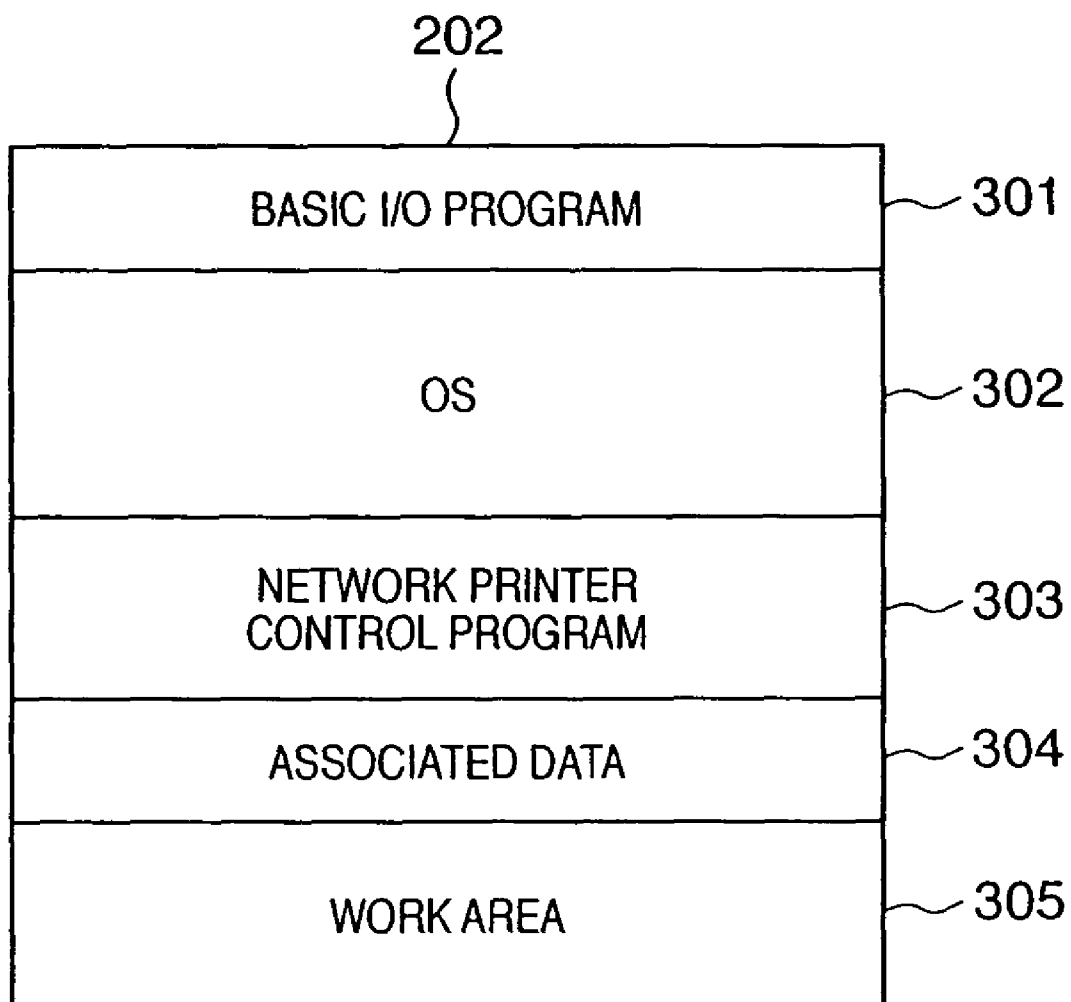 202
BASIC I/O PROGRAM
301
OS
302
NETWORK PRINTER
CONTROL PROGRAM
303
ASSOCIATED DATA
304
WORK AREA
305